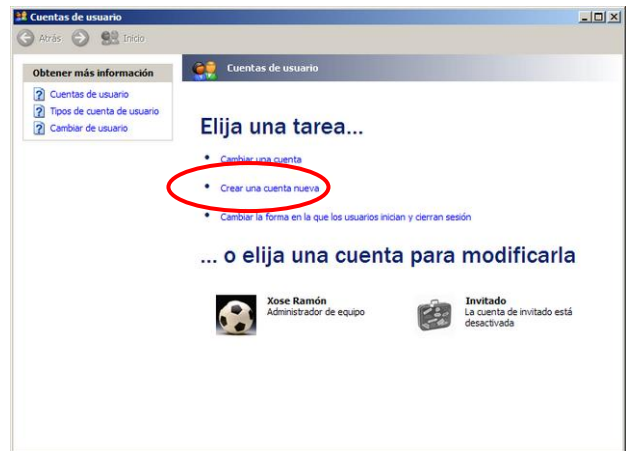 Cuentas de usuario
Atrás Inicio
Obtener más información
Cuentas de usuario
Tipos de cuenta de usuario
Cambiar de usuario
Cuentas de usuario
Elija una tarea...
Cambiar una cuenta
Crear una cuenta nueva
Cambiar la forma en la que los usuarios inician y cierran sesión
... o elija una cuenta para modificarla
Xose Ramón
Administrador de equipo
Invitado
La cuenta de invitado está
desactivada